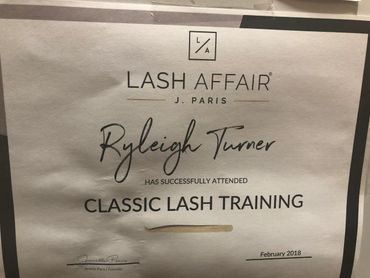 L / A
LASH AFFAIR®
J. PARIS
Ryleigh Turner
HAS SUCCESSFULLY ATTENDED
CLASSIC LASH TRAINING
February 2018